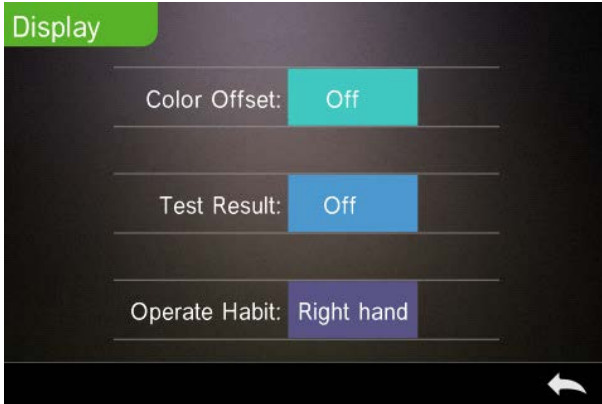 Display
Color Offset: Off
Test Result: Off
Operate Habit: Right hand